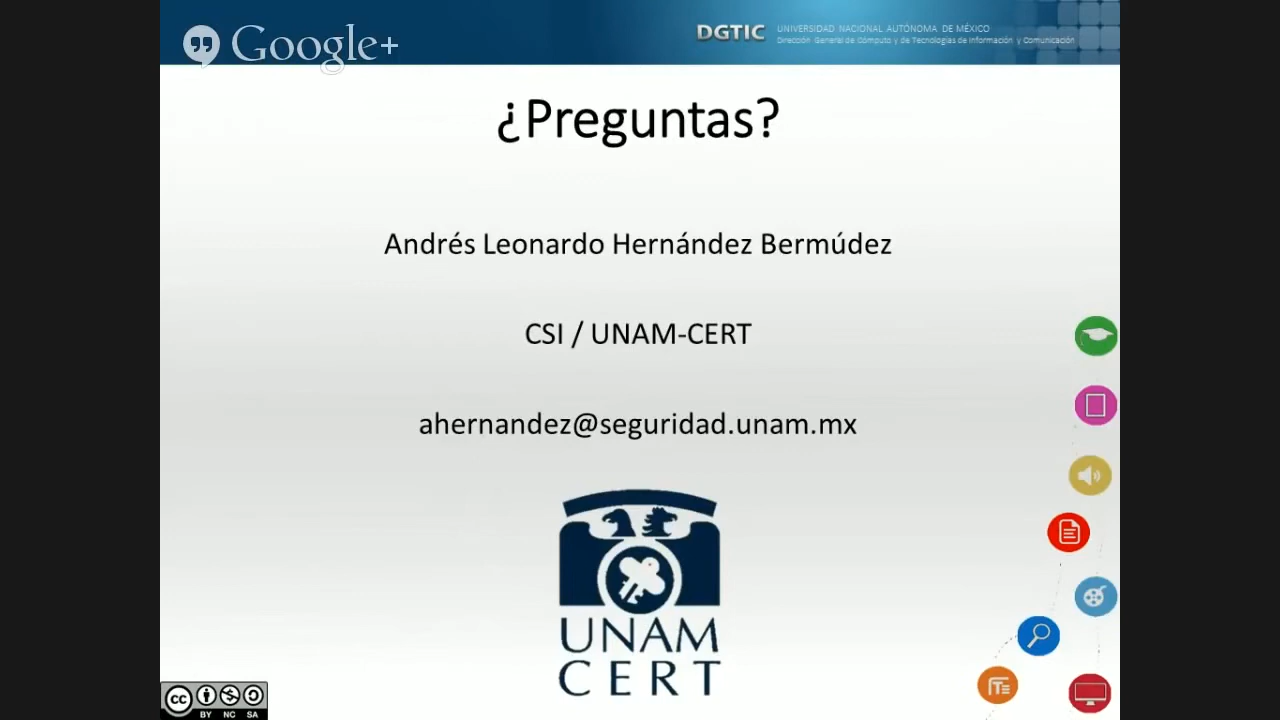 Google+
DGTIC
UNIVERSIDAD NACIONAL AUTÓNOMA DE MÉXICO
Dirección General de Cómputo y de Tecnologías de Información y Comunicación
¿Preguntas?
Andrés Leonardo Hernández Bermúdez
CSI / UNAM-CERT
ahernandez@seguridad.unam.mx
UNAM
CERT
cc
BY NC SA